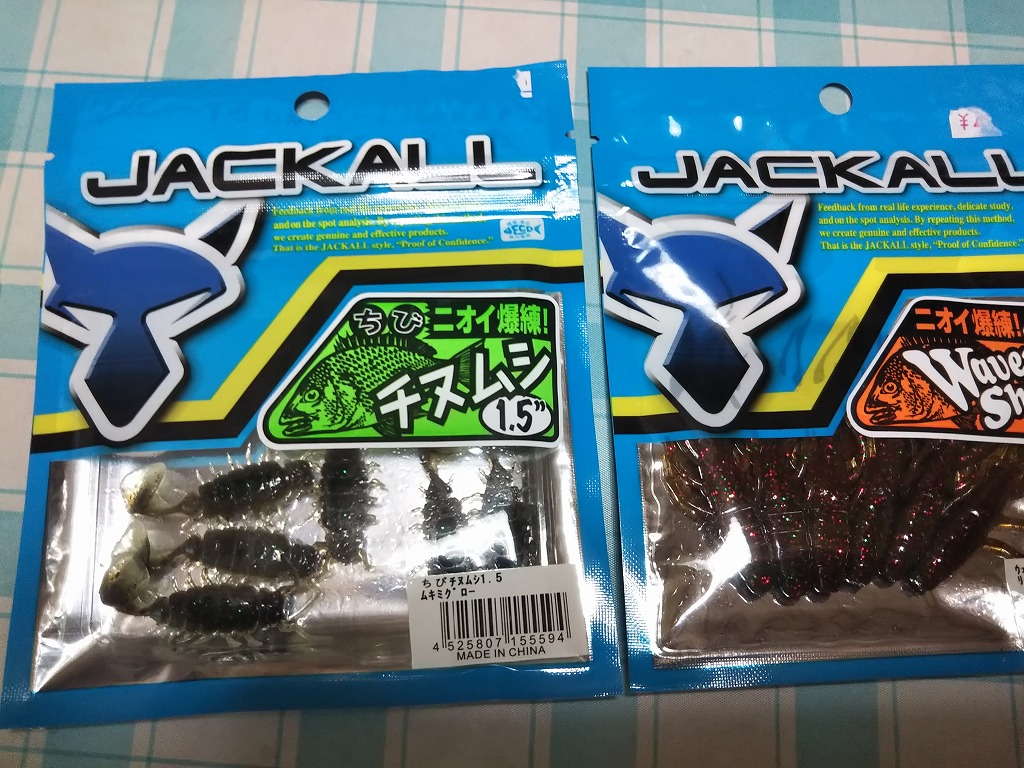 JACKALL
Feedback from real life experience, delicate study,
and on the spot analysis. By repeating this method,
we create genuine and effective products.
That is the JACKALL style, "Proof of Confidence."
FECO
ちび
ニオイ爆練!
チヌムシ
1.5"
ちびチヌムシ1.5
ムキミグロー
4 525807 155594
MADE IN CHINA
JACKALL
Feedback from real life experience, delicate study,
and on the spot analysis. By repeating this method,
we create genuine and effective products.
That is the JACKALL style, "Proof of Confidence."
ニオイ爆練!